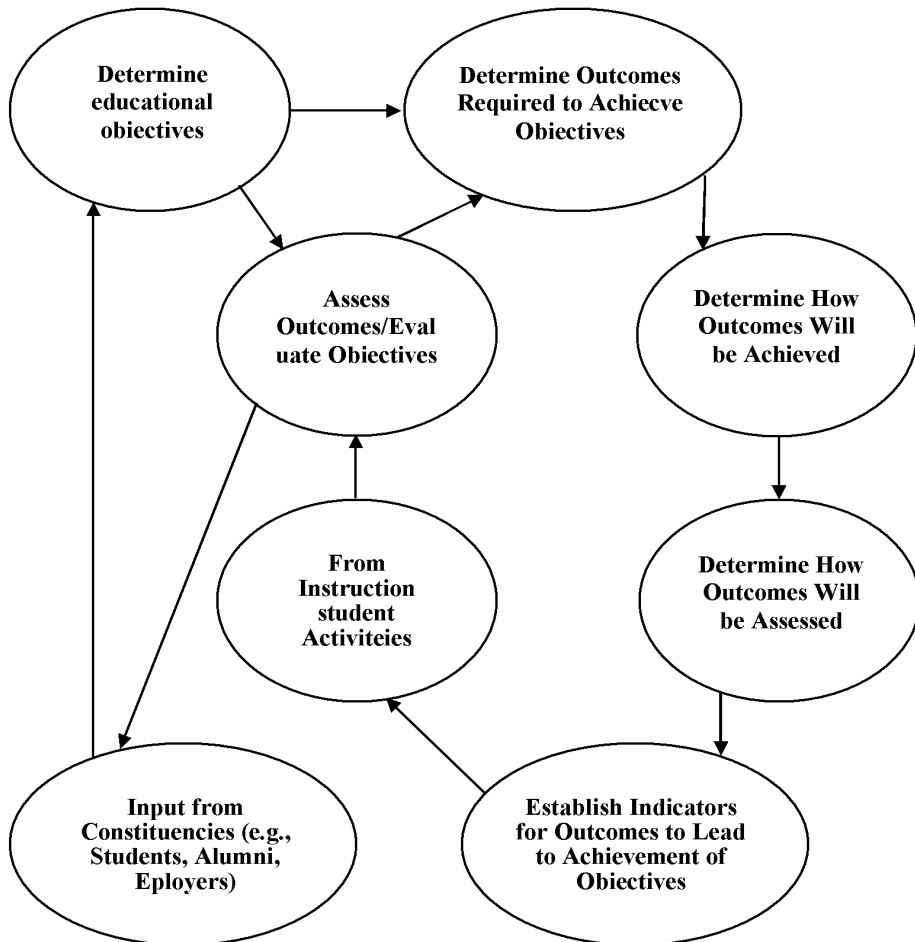 Determine
educational
obiectives
Determine Outcomes
Required to Achiecve
Obiectives
Assess
Outcomes/Eval
uate Obiectives
Determine How
Outcomes Will
be Achieved
From
Instruction
student
Activiteies
Determine How
Outcomes Will
be Assessed
Input from
Constituencies (e.g.,
Students, Alumni,
Eployers)
Establish Indicators
for Outcomes to Lead
to Achievement of
Obiectives